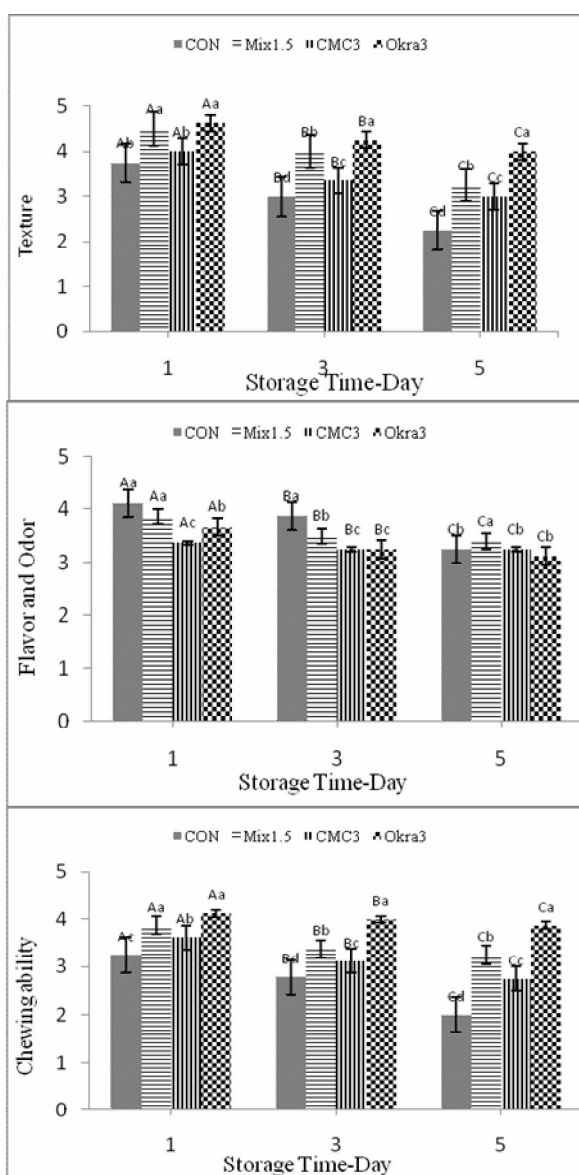 CON Mix1.5 CMC3 Okra3
5
4
3
2
1
0
Texture
Ab Aa Ab Aa
Bd Bb Bc Ba
Cd Cb Cc Ca
1 3 5
Storage Time-Day
CON Mix1.5 CMC3 Okra3
5
4
3
2
1
0
Flavor and Odor
Aa Aa Ac Ab
Ba Bb Bc Bc
Cb Ca Cb Cb
1 3 5
Storage Time-Day
CON Mix1.5 CMC3 Okra3
5
4
3
2
1
0
Chewingability
Ac Aa Ab Aa
Bd Bb Bc Ba
Cd Cb Cc Ca
1 3 5
Storage Time-Day